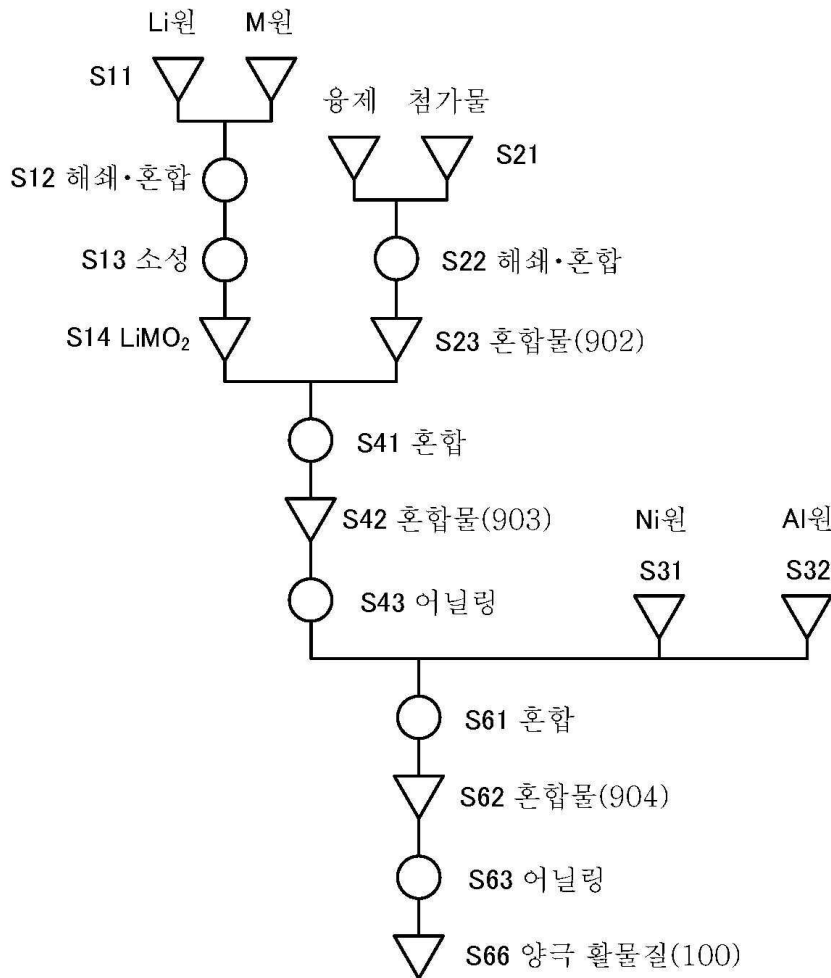 Li원 M원
S11
융제 첨가물
S21
S12 해쇄·혼합
S13 소성
S22 해쇄·혼합
S14 LiMO₂
S23 혼합물(902)
S41 혼합
S42 혼합물(903)
Ni원 Al원
S31 S32
S43 어닐링
S61 혼합
S62 혼합물(904)
S63 어닐링
S66 양극 활물질(100)